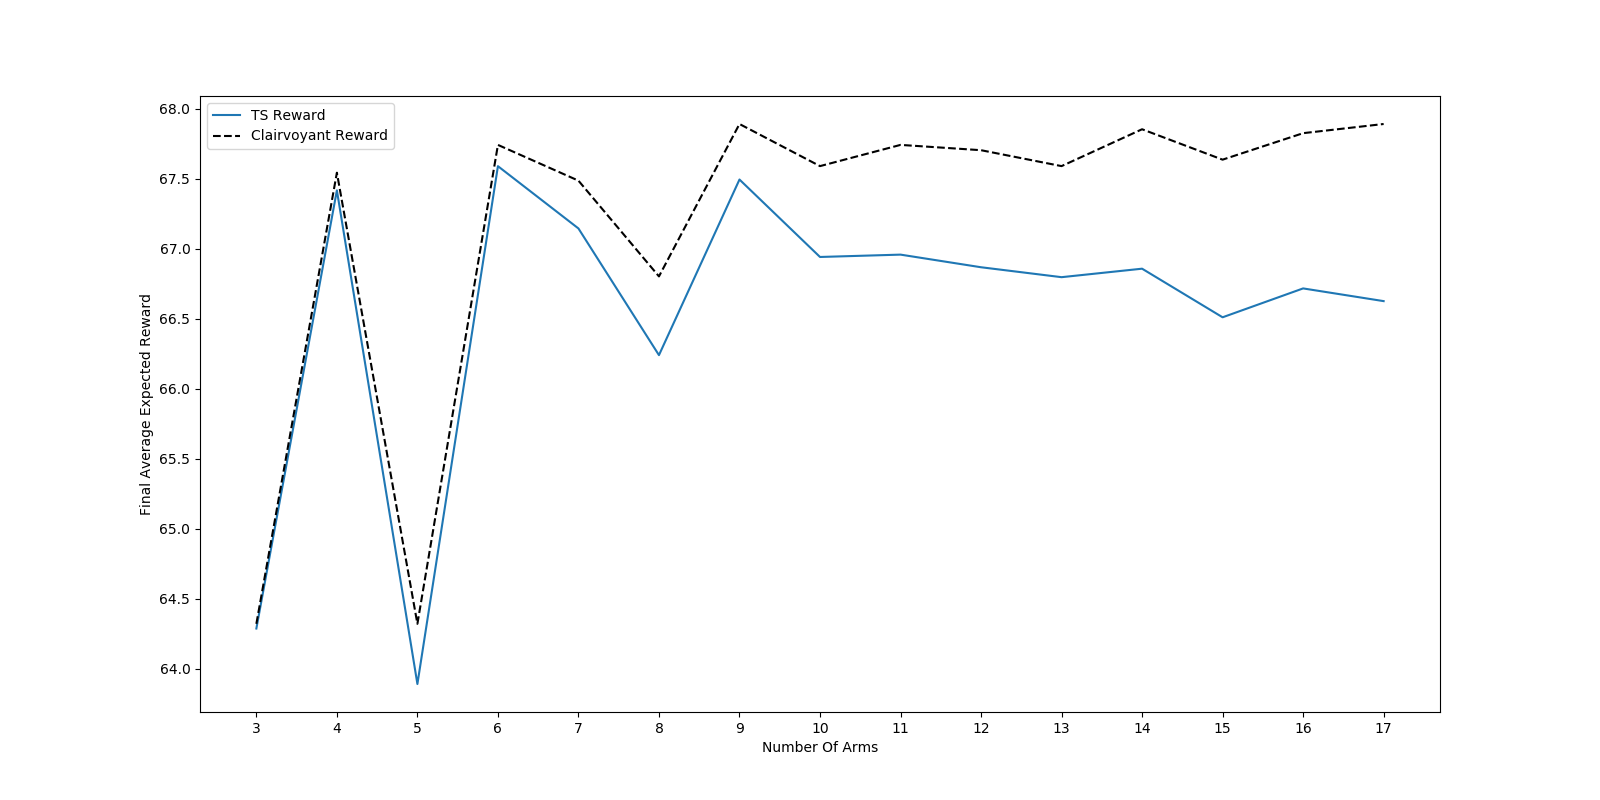 TS Reward
Clairvoyant Reward
68.0
67.5
67.0
66.5
66.0
65.5
65.0
64.5
64.0
Final Average Expected Reward
3 4 5 6 7 8 9 10 11 12 13 14 15 16 17
Number Of Arms